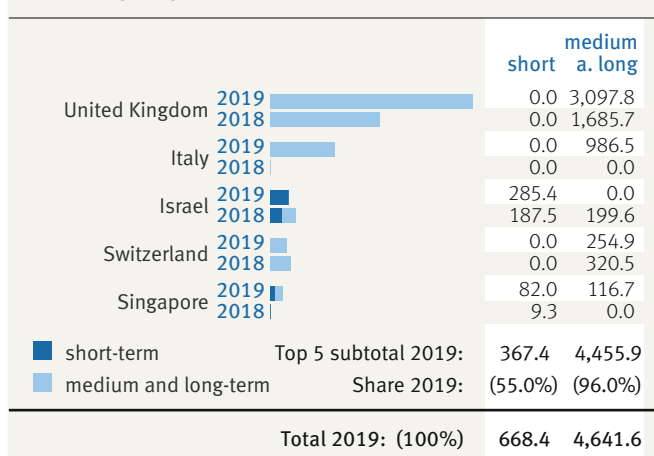 medium
short a. long
United Kingdom 2019 0.0 3,097.8
2018 0.0 1,685.7
Italy 2019 0.0 986.5
2018 0.0 0.0
Israel 2019 285.4 0.0
2018 187.5 199.6
Switzerland 2019 0.0 254.9
2018 0.0 320.5
Singapore 2019 82.0 116.7
2018 9.3 0.0
short-term Top 5 subtotal 2019: 367.4 4,455.9
medium and long-term Share 2019: (55.0%) (96.0%)
Total 2019: (100%) 668.4 4,641.6